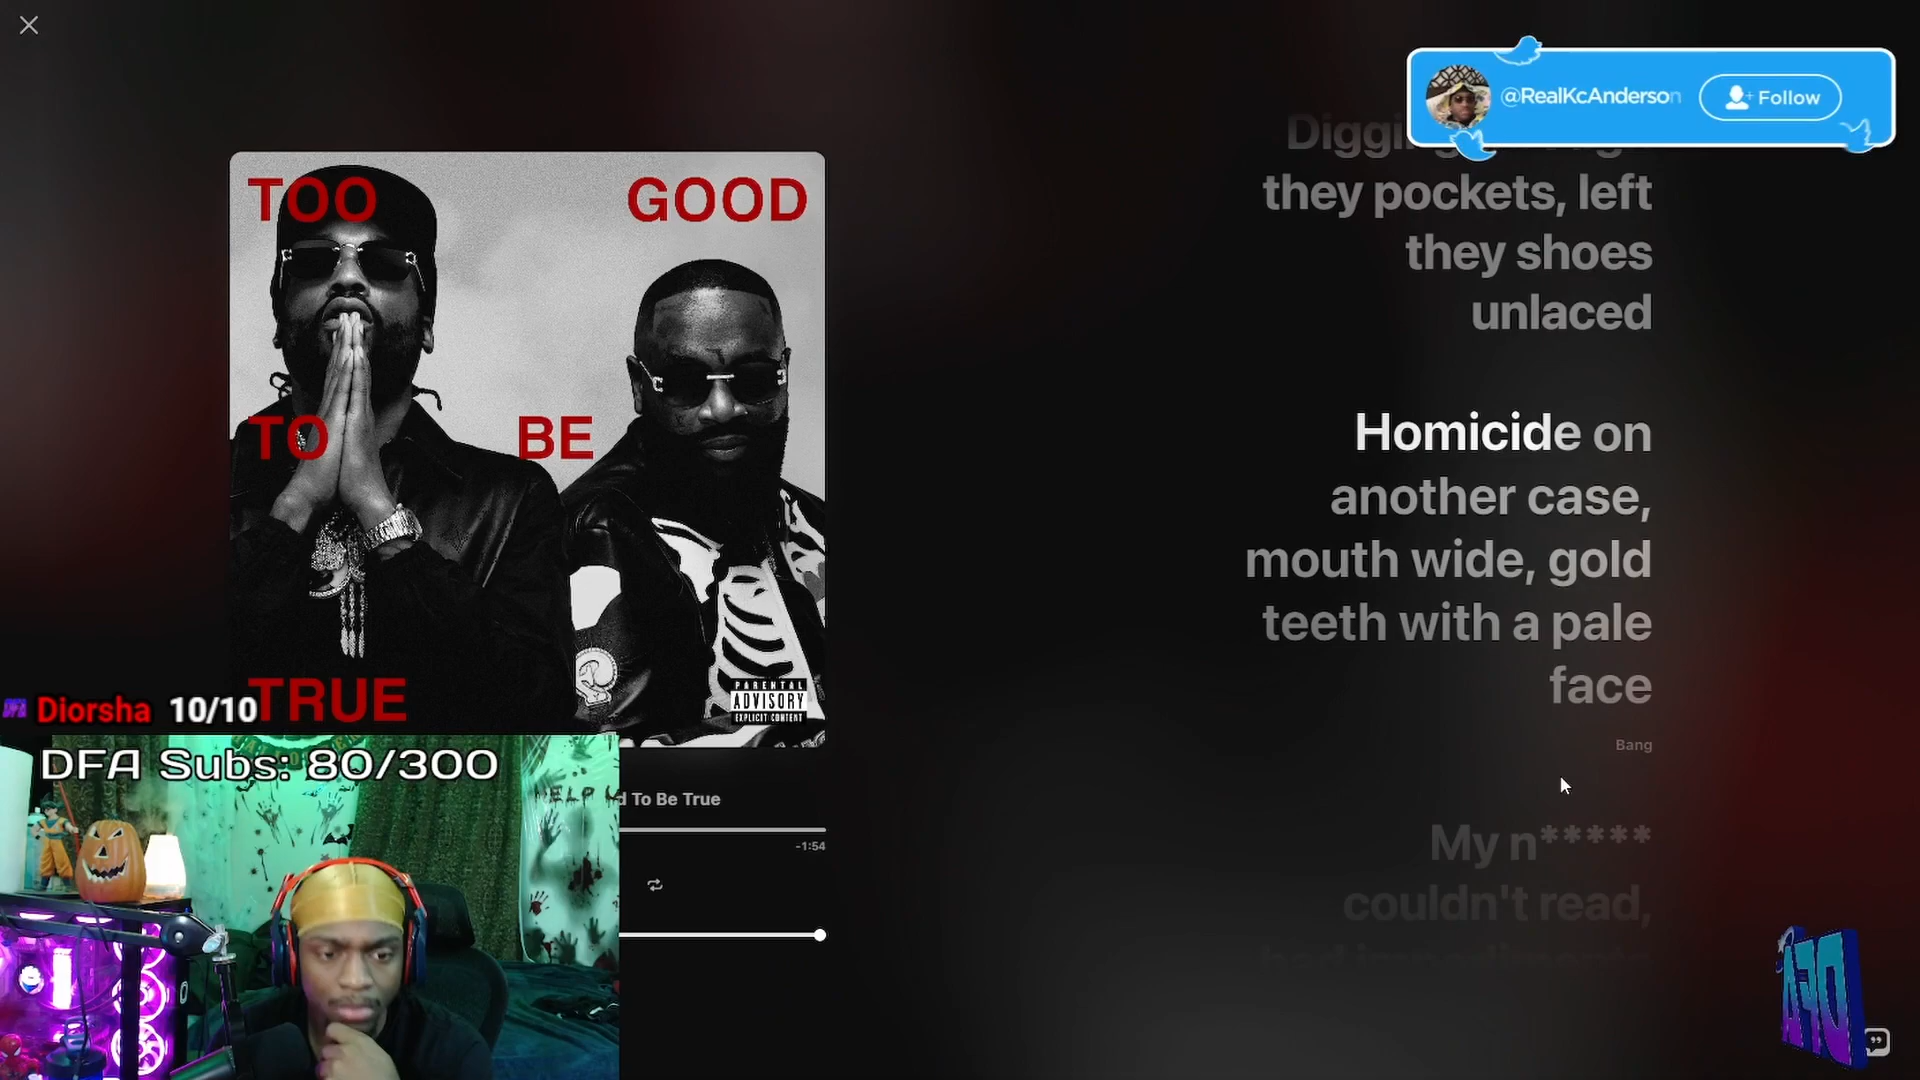 @RealKcAnderson
Follow
they pockets, left
they shoes
unlaced
Homicide on
another case,
mouth wide, gold
teeth with a pale
face
Bang
My n*****
couldn't read,
TOO GOOD
TO BE
TRUE
PARENTAL
ADVISORY
EXPLICIT CONTENT
Diorsha 10/10
DFA Subs: 80/300
HELP
d To Be True
-1:54
DFA